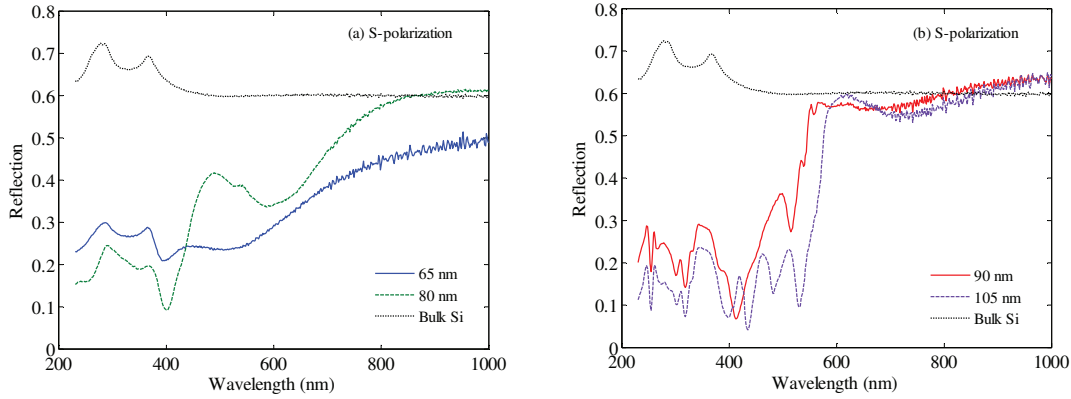 (a) S-polarization
Reflection
0.8
0.7
0.6
0.5
0.4
0.3
0.2
0.1
0
65 nm
80 nm
Bulk Si
200 400 600 800 1000
Wavelength (nm)
(b) S-polarization
Reflection
0.8
0.7
0.6
0.5
0.4
0.3
0.2
0.1
0
90 nm
105 nm
Bulk Si
200 400 600 800 1000
Wavelength (nm)